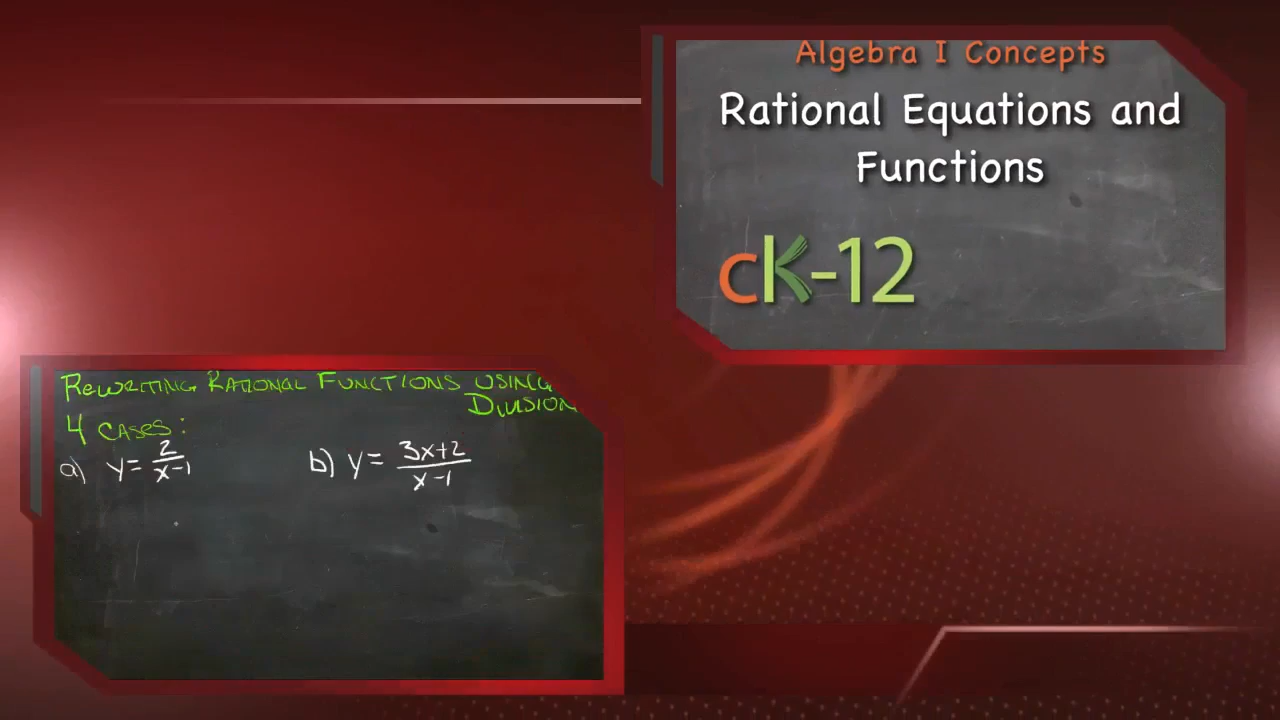 Algebra I Concepts
Rational Equations and
Functions
cK-12
REWRITING RATIONAL FUNCTIONS USING
DIVISION
4 CASES:
a) y = 2/(x-1) b) y = (3x+2)/(x-1)